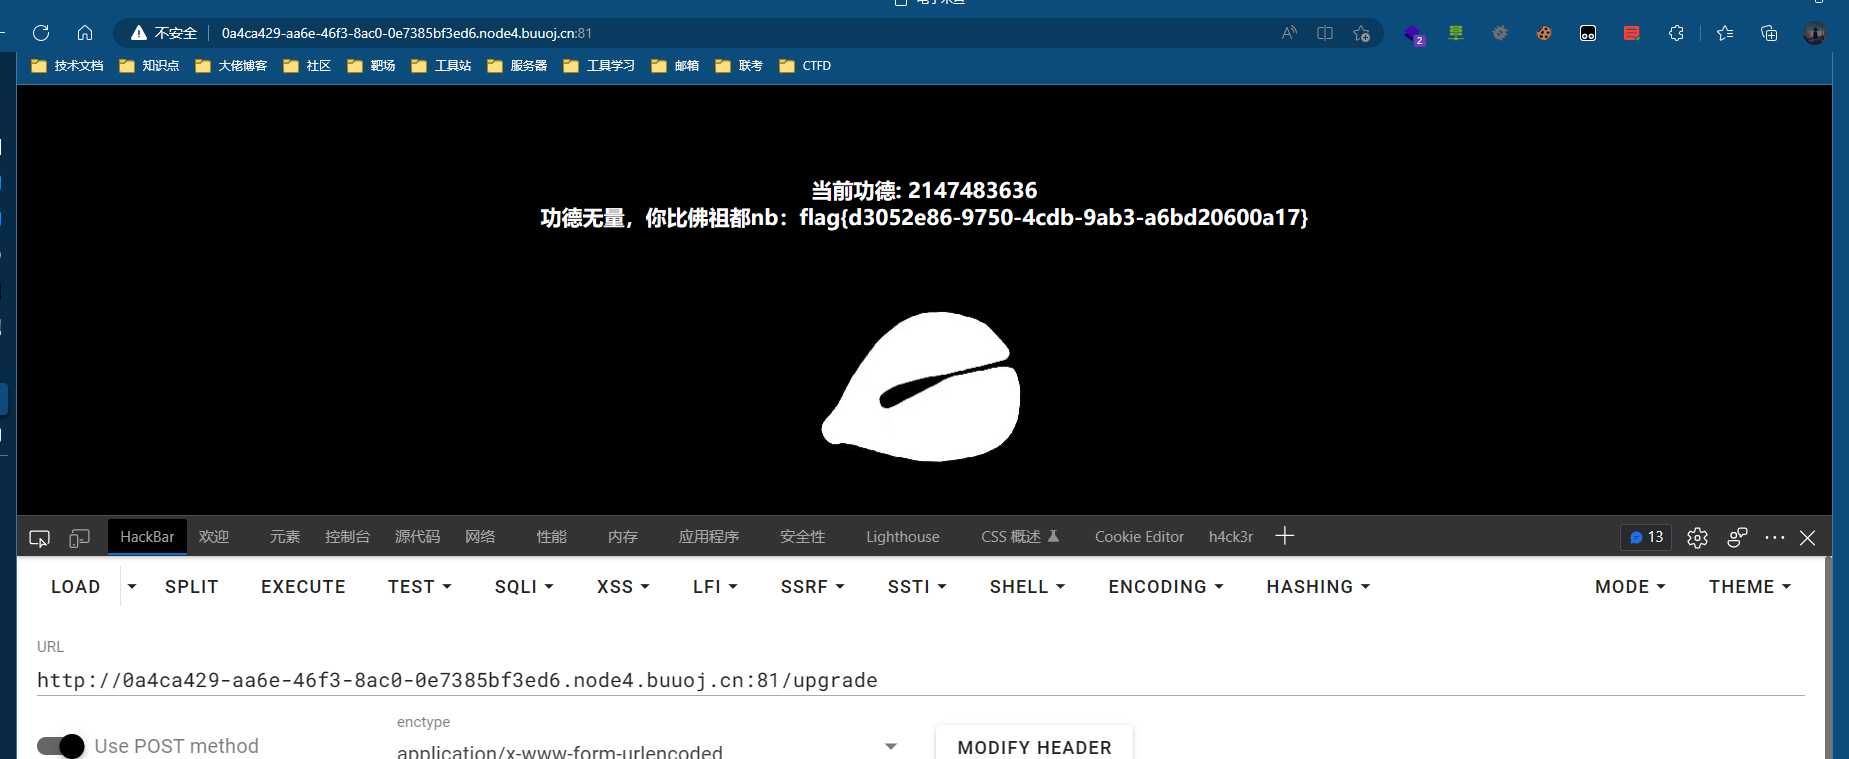 不安全 0a4ca429-aa6e-46f3-8ac0-0e7385bf3ed6.node4.buuoj.cn:81
2
技术文档 知识点 大佬博客 社区 靶场 工具站 服务器 工具学习 邮箱 联考 CTFD
当前功德: 2147483636
功德无量，你比佛祖都nb：flag{d3052e86-9750-4cdb-9ab3-a6bd20600a17}
HackBar 欢迎 元素 控制台 源代码 网络 性能 内存 应用程序 安全性 Lighthouse CSS 概述 Cookie Editor h4ck3r 13
LOAD SPLIT EXECUTE TEST SQLI XSS LFI SSRF SSTI SHELL ENCODING HASHING MODE THEME
URL
http://0a4ca429-aa6e-46f3-8ac0-0e7385bf3ed6.node4.buuoj.cn:81/upgrade
enctype
Use POST method application/x-www-form-urlencoded MODIFY HEADER